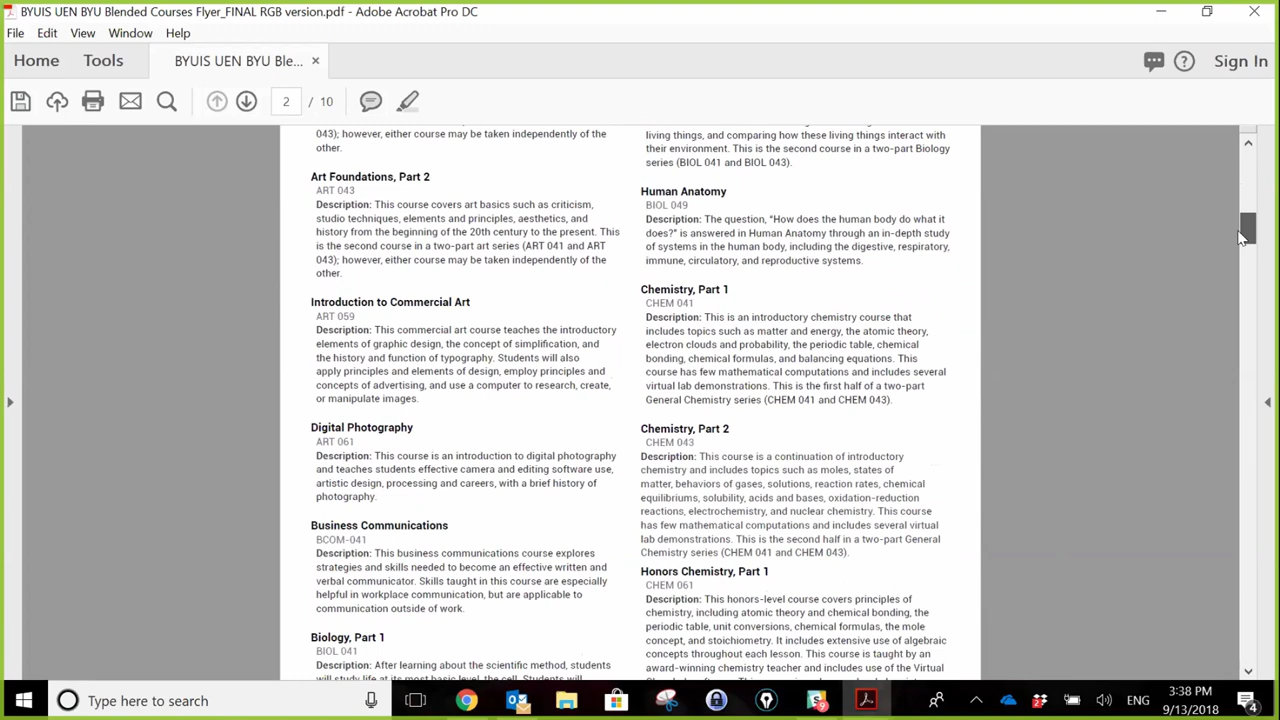 BYUIS UEN BYU Blended Courses Flyer_FINAL RGB version.pdf - Adobe Acrobat Pro DC
File Edit View Window Help
Home Tools BYUIS UEN BYU Ble... × Sign In
2 / 10
043); however, either course may be taken independently of the
other.
Art Foundations, Part 2
ART 043
Description: This course covers art basics such as criticism,
studio techniques, elements and principles, aesthetics, and
history from the beginning of the 20th century to the present. This
is the second course in a two-part art series (ART 041 and ART
043); however, either course may be taken independently of the
other.
Introduction to Commercial Art
ART 059
Description: This commercial art course teaches the introductory
elements of graphic design, the concept of simplification, and
the history and function of typography. Students will also
apply principles and elements of design, employ principles and
concepts of advertising, and use a computer to research, create,
or manipulate images.
Digital Photography
ART 061
Description: This course is an introduction to digital photography
and teaches students effective camera and editing software use,
artistic design, processing and careers, with a brief history of
photography.
Business Communications
BCOM-041
Description: This business communications course explores
strategies and skills needed to become an effective written and
verbal communicator. Skills taught in this course are especially
helpful in workplace communication, but are applicable to
communication outside of work.
Biology, Part 1
BIOL 041
Description: After learning about the scientific method, students
will study life at its most basic level, the cell. Students will
living things, and comparing how these living things interact with
their environment. This is the second course in a two-part Biology
series (BIOL 041 and BIOL 043).
Human Anatomy
BIOL 049
Description: The question, "How does the human body do what it
does?" is answered in Human Anatomy through an in-depth study
of systems in the human body, including the digestive, respiratory,
immune, circulatory, and reproductive systems.
Chemistry, Part 1
CHEM 041
Description: This is an introductory chemistry course that
includes topics such as matter and energy, the atomic theory,
electron clouds and probability, the periodic table, chemical
bonding, chemical formulas, and balancing equations. This
course has few mathematical computations and includes several
virtual lab demonstrations. This is the first half of a two-part
General Chemistry series (CHEM 041 and CHEM 043).
Chemistry, Part 2
CHEM 043
Description: This course is a continuation of introductory
chemistry and includes topics such as moles, states of
matter, behaviors of gases, solutions, reaction rates, chemical
equilibriums, solubility, acids and bases, oxidation-reduction
reactions, electrochemistry, and nuclear chemistry. This course
has few mathematical computations and includes several virtual
lab demonstrations. This is the second half in a two-part General
Chemistry series (CHEM 041 and CHEM 043).
Honors Chemistry, Part 1
CHEM 061
Description: This honors-level course covers principles of
chemistry, including atomic theory and chemical bonding, the
periodic table, unit conversions, chemical formulas, the mole
concept, and stoichiometry. It includes extensive use of algebraic
concepts throughout each lesson. This course is taught by an
award-winning chemistry teacher and includes use of the Virtual
Type here to search
ENG
3:38 PM
9/13/2018
4